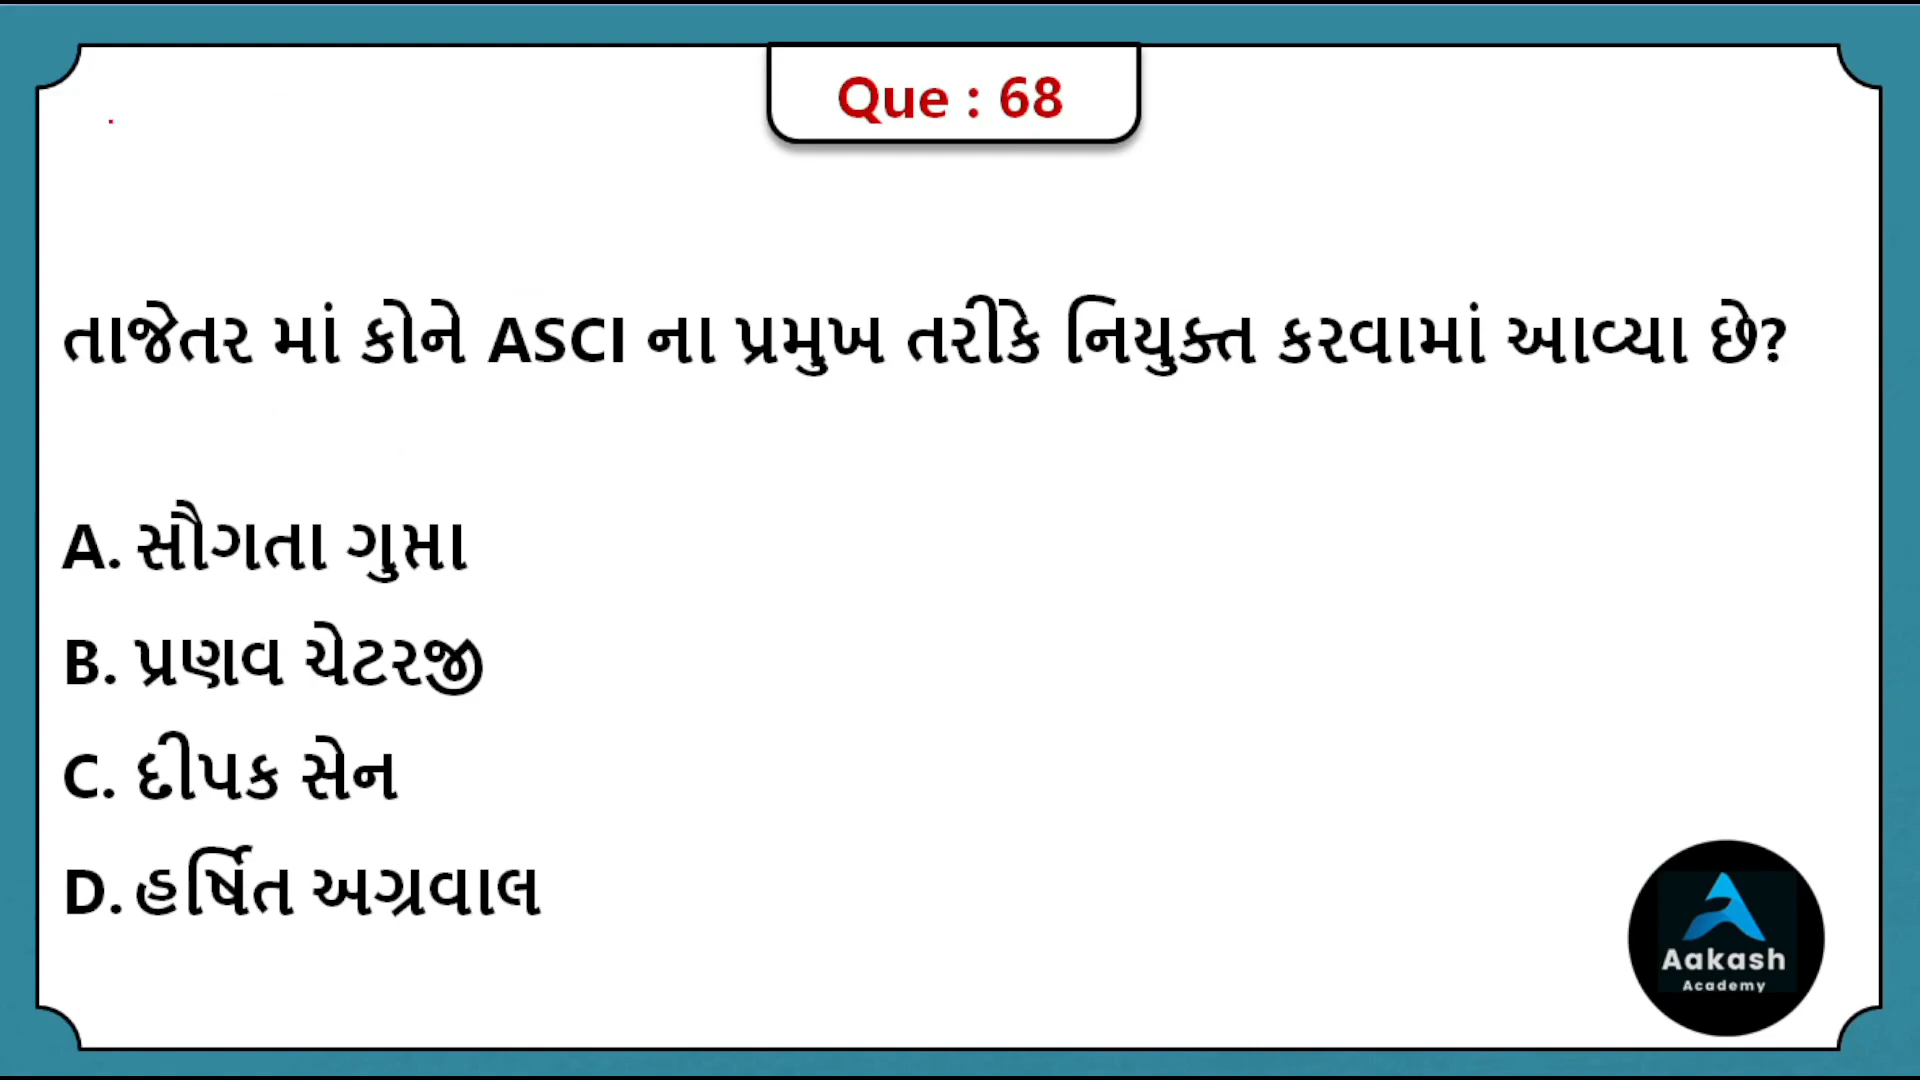 Que : 68
તાજેતર માં કોને ASCI ના પ્રમુખ તરીકે નિયુક્ત કરવામાં આવ્યા છે?
A. સૌગતા ગુપ્તા
B. પ્રણવ ચેટરજી
C. દીપક સેન
D. હર્ષિત અગ્રવાલ
Aakash
Academy